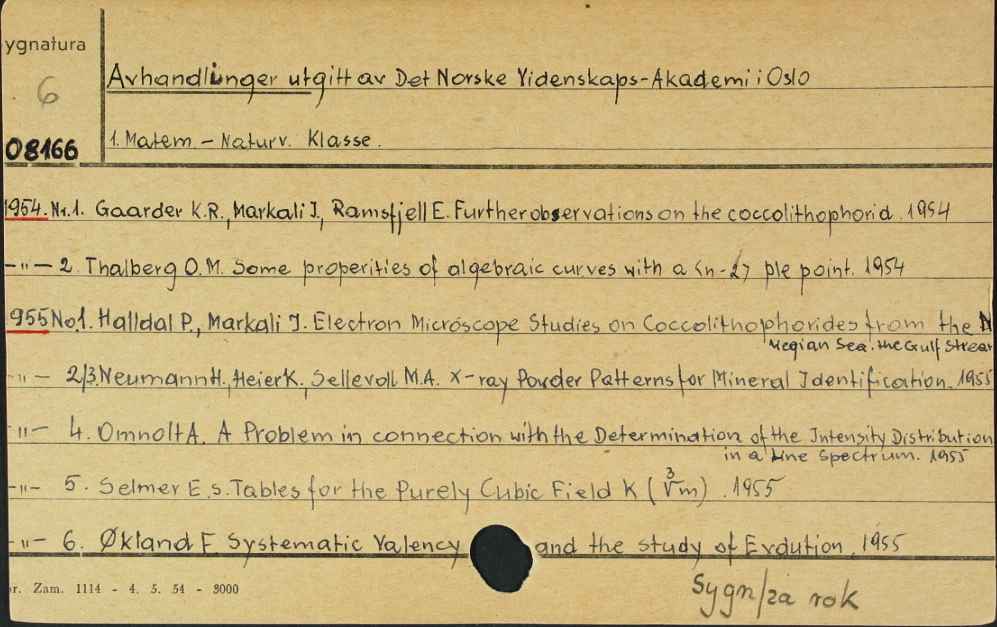 ygnatura
6
08166
Avhandlinger utgitt av Det Norske Videnskaps-Akademi i Oslo
1. Matem - Naturv. Klasse.
1954. Nr.1. Gaarder K.R., Markali J., Ramsfjell E. Further observations on the coccolithophorid. 1954
-"- 2. Thalberg O.M. Some properities of algebraic curves with a <n-2> ple point. 1954
955 No1. Halldal P., Markali J. Electron Microscope Studies on Coccolithophorides from the N
wegian Sea. the Gulf Stream
-"- 2/3. Neumann H. Heier K. Sellevoll M.A. X-ray Powder Patterns for Mineral Identification. 1955
-"- 4. Omnolt A. A Problem in connection with the Determination of the Intensity Distribution
in a Line Spectrum. 1955
-"- 5. Selmer E.S. Tables for the Purely Cubic Field K (∛m). 1955
-"- 6. Økland F. Systematic Valency and the study of Evolution, 1955
r. Zam. 1114 - 4. 5. 54 - 3000
Sygn/za rok